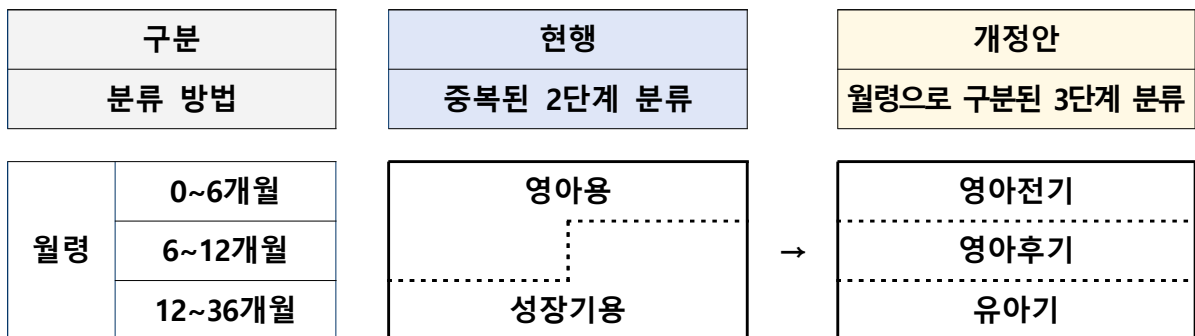 구분 현행 개정안
분류 방법 중복된 2단계 분류 월령으로 구분된 3단계 분류
0~6개월 영아용 영아전기
월령 6~12개월 → 영아후기
12~36개월 성장기용 유아기